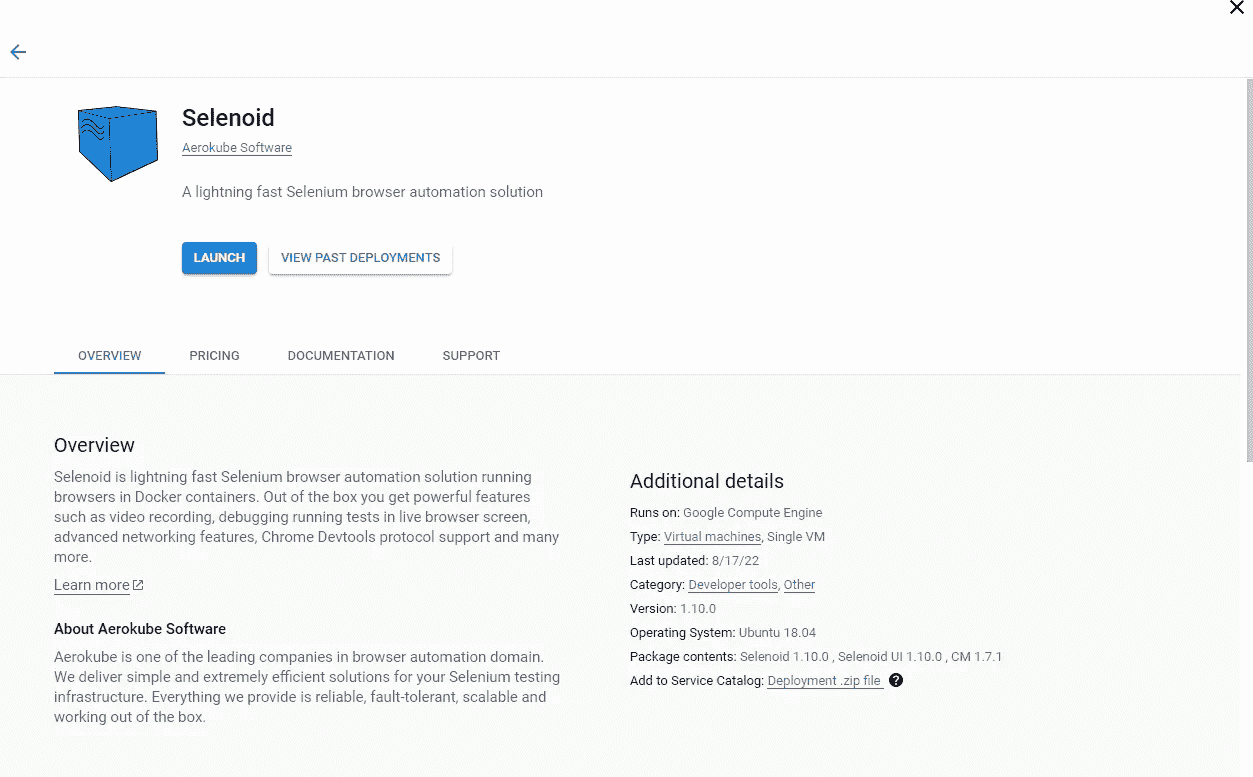 Selenoid
Aerokube Software
A lightning fast Selenium browser automation solution
LAUNCH
VIEW PAST DEPLOYMENTS
OVERVIEW
PRICING
DOCUMENTATION
SUPPORT
Overview
Selenoid is lightning fast Selenium browser automation solution running
browsers in Docker containers. Out of the box you get powerful features
such as video recording, debugging running tests in live browser screen,
advanced networking features, Chrome Devtools protocol support and many
more.
Learn more
About Aerokube Software
Aerokube is one of the leading companies in browser automation domain.
We deliver simple and extremely efficient solutions for your Selenium testing
infrastructure. Everything we provide is reliable, fault-tolerant, scalable and
working out of the box.
Additional details
Runs on: Google Compute Engine
Type: Virtual machines, Single VM
Last updated: 8/17/22
Category: Developer tools, Other
Version: 1.10.0
Operating System: Ubuntu 18.04
Package contents: Selenoid 1.10.0 , Selenoid UI 1.10.0 , CM 1.7.1
Add to Service Catalog: Deployment .zip file ?